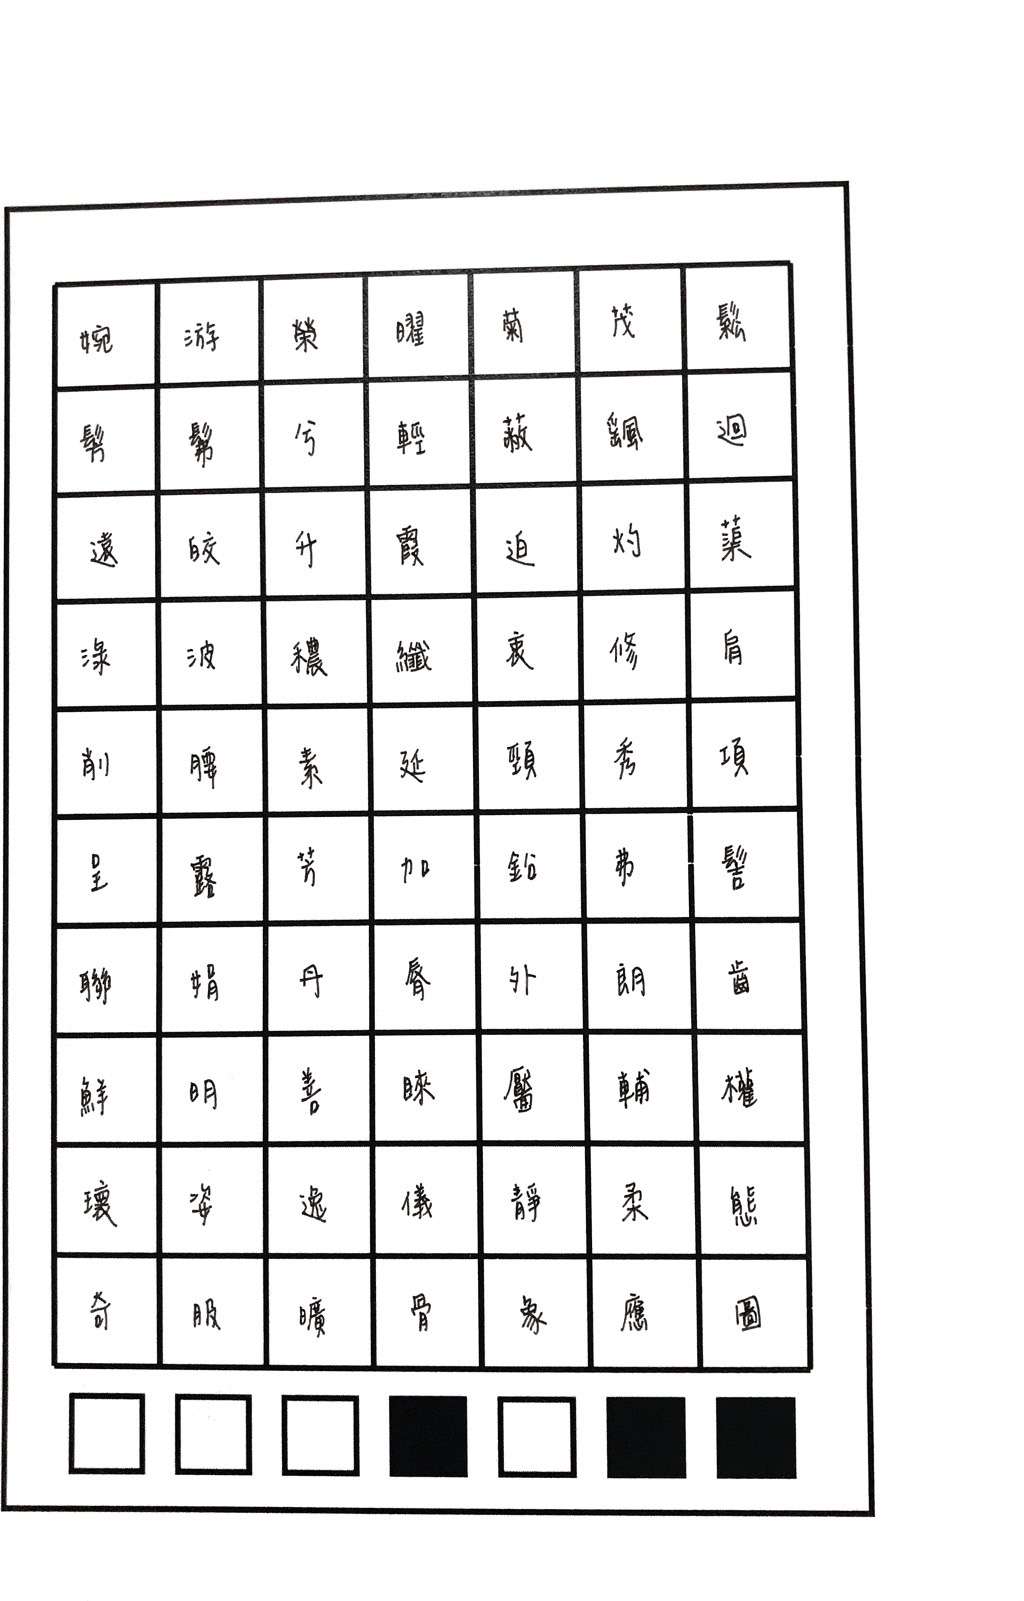 婉游榮曜菊茂鬆
髣髴兮輕蔽飄迴
遠皎升霞迫灼蕖
淥波穠纖衷修肩
削腰素延頸秀項
呈露芳加鉛弗髻
聯娟丹脣外朗齒
鮮明善睞靨輔權
瓌姿逸儀靜柔態
奇服曠骨象應圖